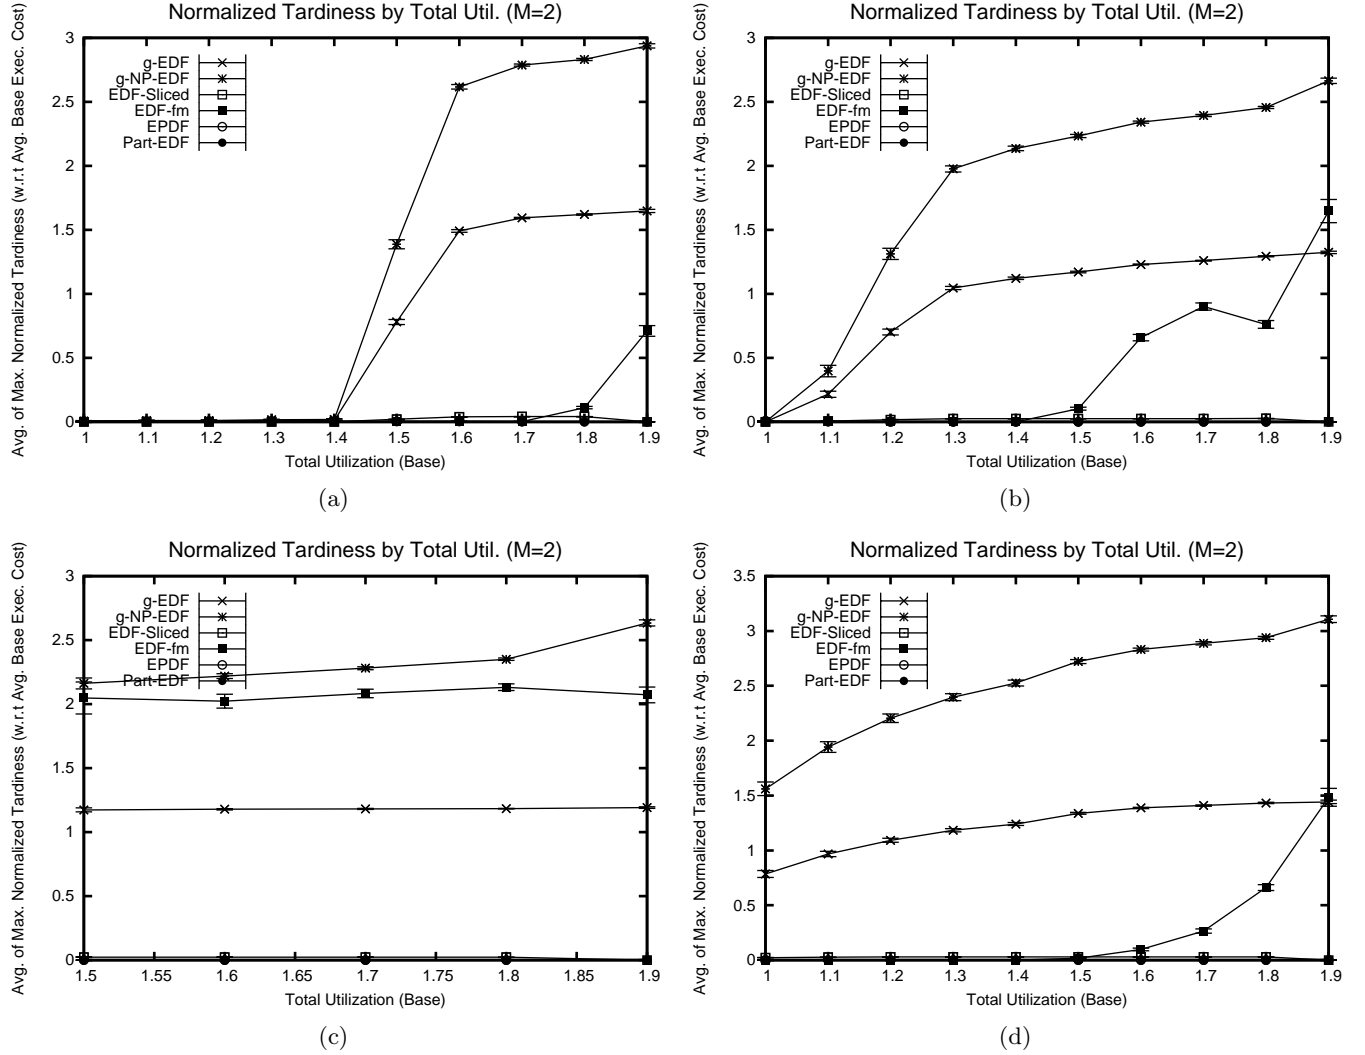 Normalized Tardiness by Total Util. (M=2)
Avg. of Max. Normalized Tardiness (w.r.t Avg. Base Exec. Cost)
3
2.5
2
1.5
1
0.5
0
g-EDF
g-NP-EDF
EDF-Sliced
EDF-fm
EPDF
Part-EDF
1 1.1 1.2 1.3 1.4 1.5 1.6 1.7 1.8 1.9
Total Utilization (Base)
(a)
Normalized Tardiness by Total Util. (M=2)
Avg. of Max. Normalized Tardiness (w.r.t Avg. Base Exec. Cost)
3
2.5
2
1.5
1
0.5
0
g-EDF
g-NP-EDF
EDF-Sliced
EDF-fm
EPDF
Part-EDF
1 1.1 1.2 1.3 1.4 1.5 1.6 1.7 1.8 1.9
Total Utilization (Base)
(b)
Normalized Tardiness by Total Util. (M=2)
Avg. of Max. Normalized Tardiness (w.r.t Avg. Base Exec. Cost)
3
2.5
2
1.5
1
0.5
0
g-EDF
g-NP-EDF
EDF-Sliced
EDF-fm
EPDF
Part-EDF
1.5 1.55 1.6 1.65 1.7 1.75 1.8 1.85 1.9
Total Utilization (Base)
(c)
Normalized Tardiness by Total Util. (M=2)
Avg. of Max. Normalized Tardiness (w.r.t Avg. Base Exec. Cost)
3.5
3
2.5
2
1.5
1
0.5
0
g-EDF
g-NP-EDF
EDF-Sliced
EDF-fm
EPDF
Part-EDF
1 1.1 1.2 1.3 1.4 1.5 1.6 1.7 1.8 1.9
Total Utilization (Base)
(d)